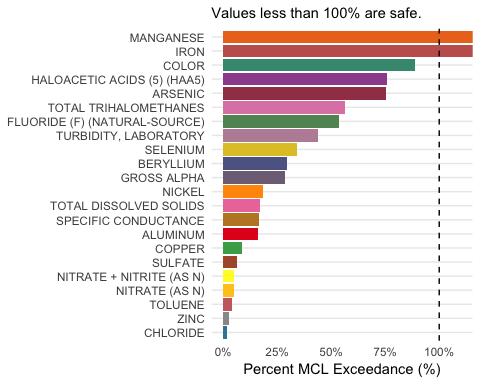 Values less than 100% are safe.
MANGANESE
IRON
COLOR
HALOACETIC ACIDS (5) (HAA5)
ARSENIC
TOTAL TRIHALOMETHANES
FLUORIDE (F) (NATURAL-SOURCE)
TURBIDITY, LABORATORY
SELENIUM
BERYLLIUM
GROSS ALPHA
NICKEL
TOTAL DISSOLVED SOLIDS
SPECIFIC CONDUCTANCE
ALUMINUM
COPPER
SULFATE
NITRATE + NITRITE (AS N)
NITRATE (AS N)
TOLUENE
ZINC
CHLORIDE
0% 25% 50% 75% 100%
Percent MCL Exceedance (%)